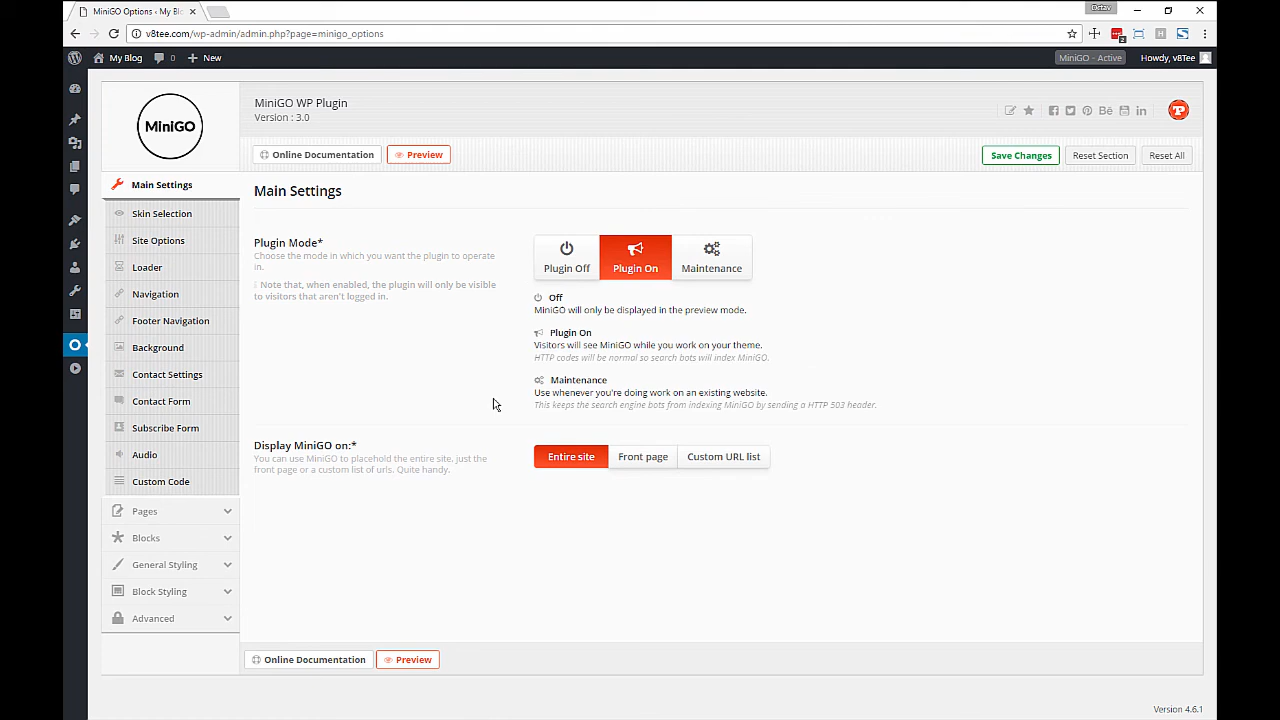 MiniGO Options ‹ My Bl
Octav
v8tee.com/wp-admin/admin.php?page=minigo_options
2
My Blog
0
New
MiniGO - Active
Howdy, v8Tee
MiniGO
MiniGO WP Plugin
Version : 3.0
Online Documentation
Preview
Save Changes
Reset Section
Reset All
Main Settings
Skin Selection
Site Options
Loader
Navigation
Footer Navigation
Background
Contact Settings
Contact Form
Subscribe Form
Audio
Custom Code
Pages
Blocks
General Styling
Block Styling
Advanced
Main Settings
Plugin Mode*
Choose the mode in which you want the plugin to operate
in.
Note that, when enabled, the plugin will only be visible
to visitors that aren't logged in.
Plugin Off
Plugin On
Maintenance
Off
MiniGO will only be displayed in the preview mode.
Plugin On
Visitors will see MiniGO while you work on your theme.
HTTP codes will be normal so search bots will index MiniGO.
Maintenance
Use whenever you're doing work on an existing website.
This keeps the search engine bots from indexing MiniGO by sending a HTTP 503 header.
Display MiniGO on:*
You can use MiniGO to placehold the entire site, just the
front page or a custom list of urls. Quite handy.
Entire site
Front page
Custom URL list
Online Documentation
Preview
Version 4.6.1